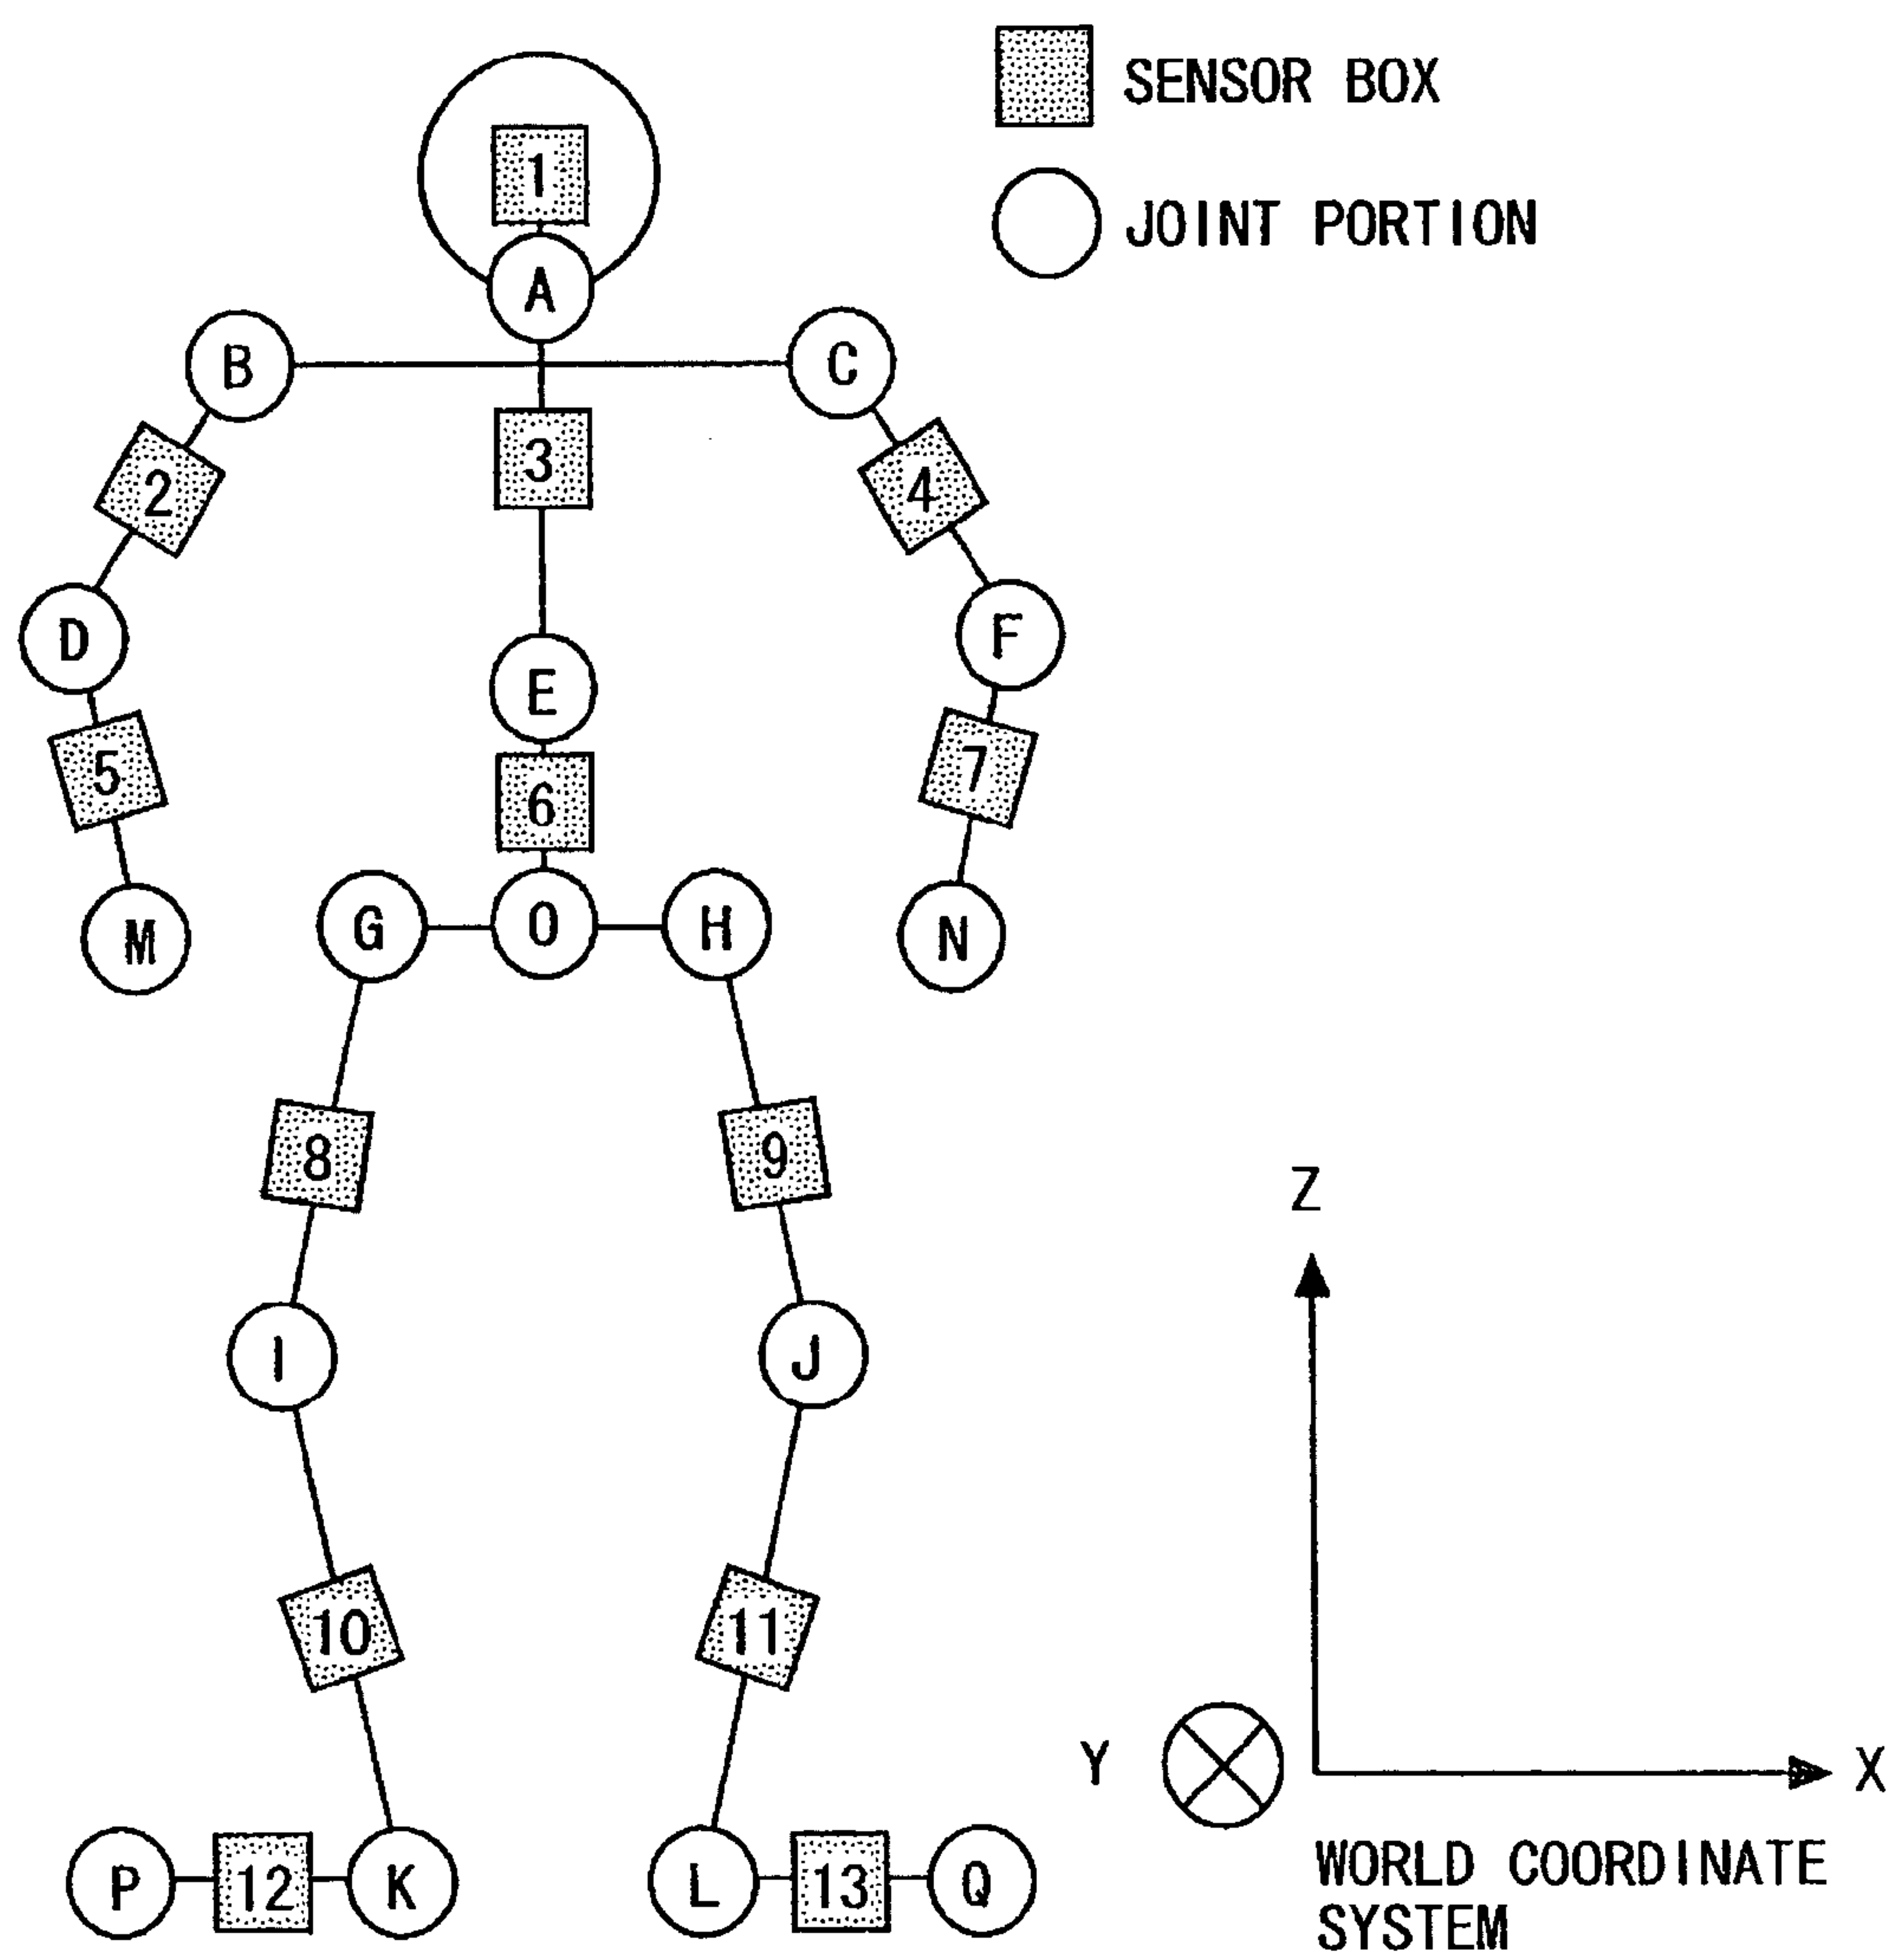 SENSOR BOX
JOINT PORTION
1
A
B
C
3
2
4
D
F
E
5
7
6
M
G
O
H
N
8
9
Z
I
J
10
11
Y
X
P
12
K
L
13
Q
WORLD COORDINATE
SYSTEM